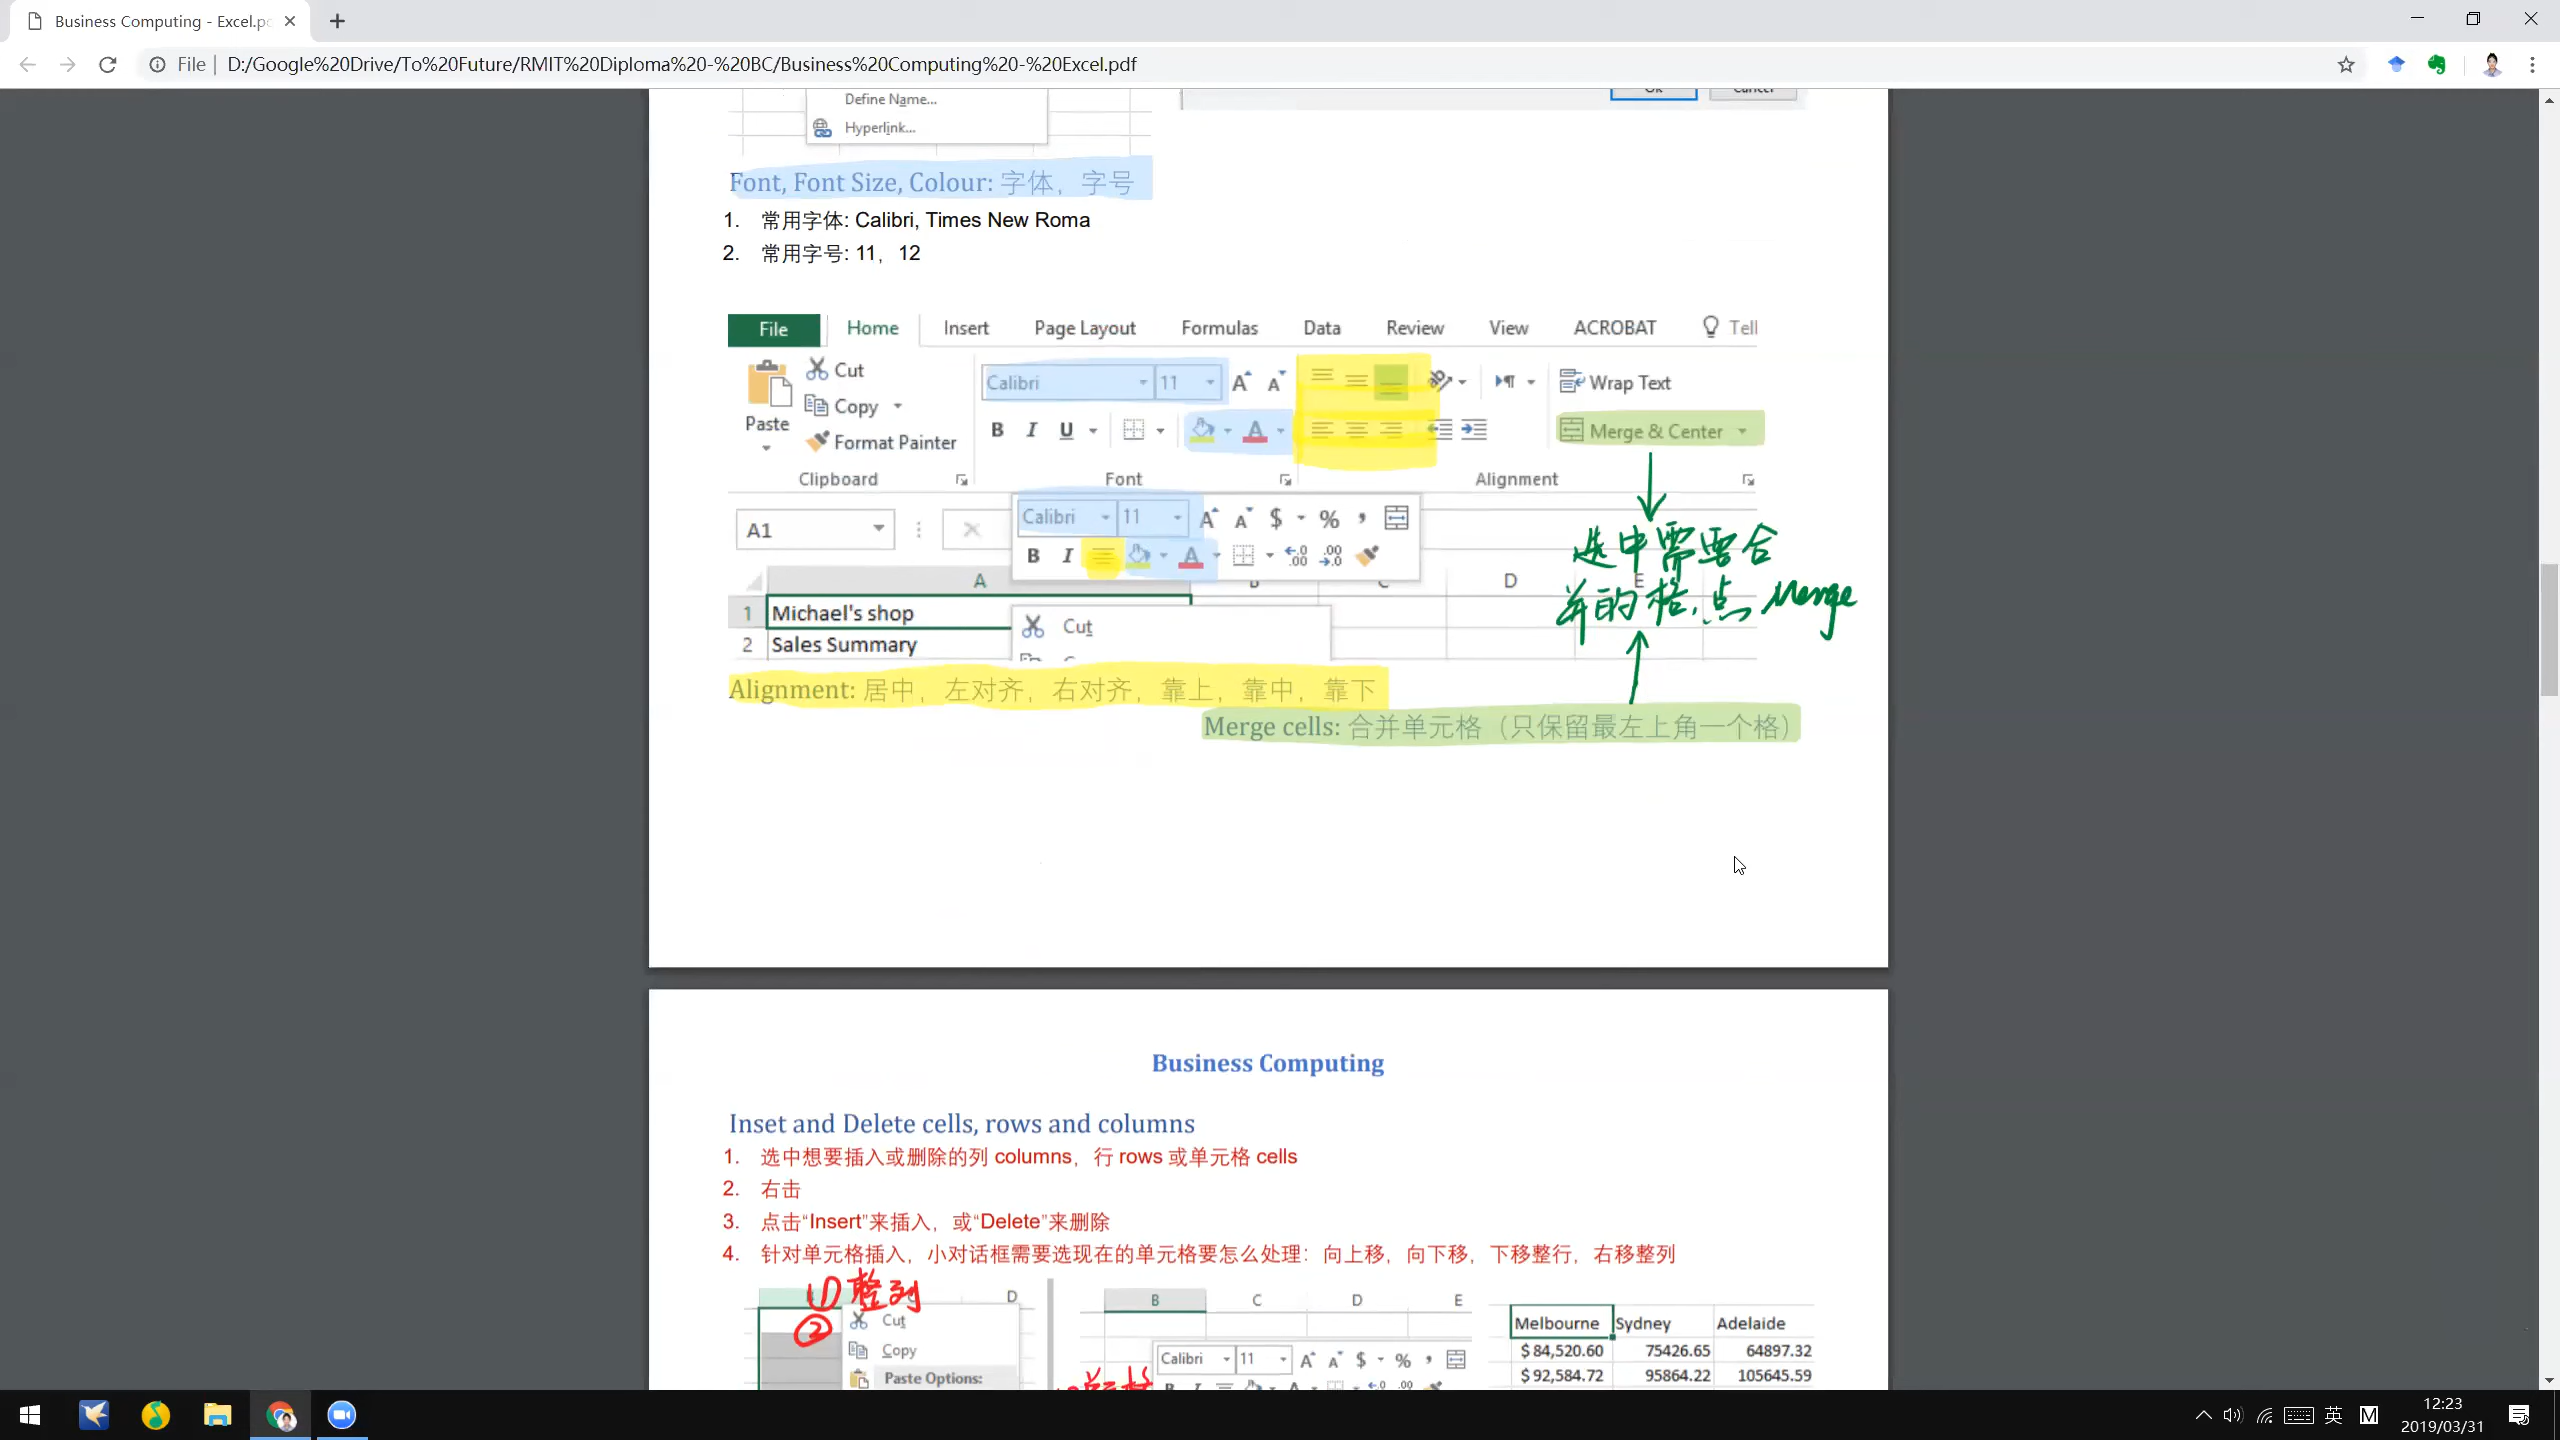 Business Computing - Excel.pd
File
D:/Google%20Drive/To%20Future/RMIT%20Diploma%20-%20BC/Business%20Computing%20-%20Excel.pdf
Define Name...
Hyperlink...
Ok
Cancel
Font, Font Size, Colour: 字体，字号
1. 常用字体: Calibri, Times New Roma
2. 常用字号: 11，12
File Home Insert Page Layout Formulas Data Review View ACROBAT Tell
Cut
Calibri 11
Wrap Text
Copy
Paste
B I U
Merge & Center
Format Painter
Clipboard Font Alignment
Calibri 11 $ % ,
A1
B I
选中需要合
并的格，点 Merge
A B C D E
1 Michael's shop
Cut
2 Sales Summary
Alignment: 居中，左对齐，右对齐，靠上，靠中，靠下
Merge cells: 合并单元格（只保留最左上角一个格）
Business Computing
Inset and Delete cells, rows and columns
1. 选中想要插入或删除的列 columns，行 rows 或单元格 cells
2. 右击
3. 点击“Insert”来插入，或“Delete”来删除
4. 针对单元格插入，小对话框需要选现在的单元格要怎么处理：向上移，向下移，下移整行，右移整列
① 整列
②
D
Cut
Copy
Paste Options:
B C D E
Calibri 11 $ % ,
Melbourne Sydney Adelaide
$ 84,520.60 75426.65 64897.32
$ 92,584.72 95864.22 105645.59
英
M
12:23
2019/03/31